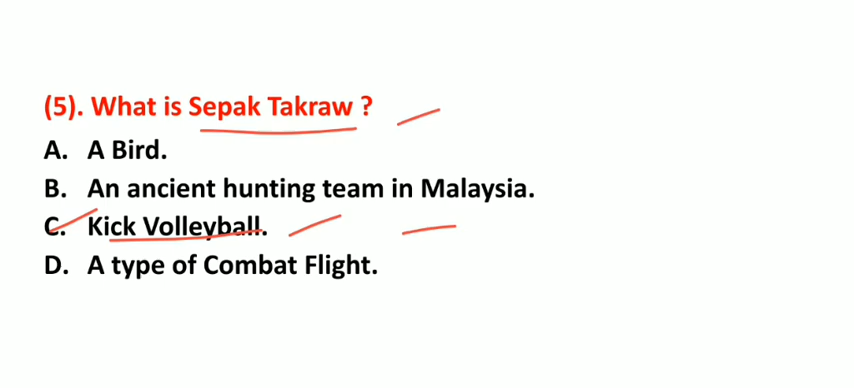 (5). What is Sepak Takraw ?
A. A Bird.
B. An ancient hunting team in Malaysia.
C. Kick Volleyball.
D. A type of Combat Flight.